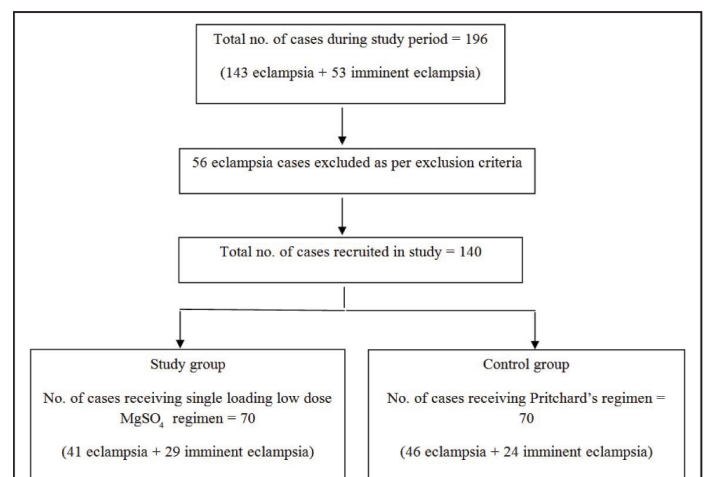 Total no. of cases during study period = 196
(143 eclampsia + 53 imminent eclampsia)
56 eclampsia cases excluded as per exclusion criteria
Total no. of cases recruited in study = 140
Study group
No. of cases receiving single loading low dose
MgSO₄ regimen = 70
(41 eclampsia + 29 imminent eclampsia)
Control group
No. of cases receiving Pritchard's regimen =
70
(46 eclampsia + 24 imminent eclampsia)